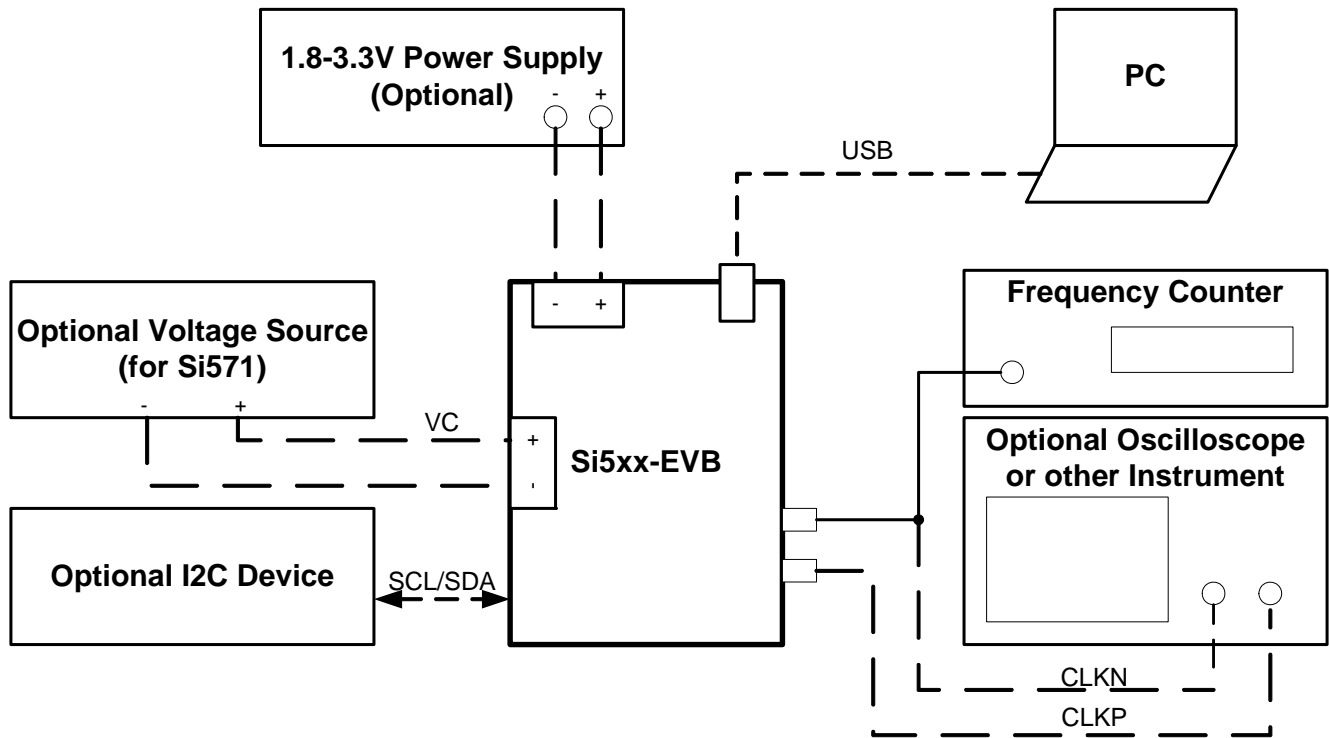 1.8-3.3V Power Supply
(Optional)
- +
PC
USB
- +
Frequency Counter
Optional Voltage Source
(for Si571)
- +
VC
+
-
Si5xx-EVB
Optional Oscilloscope
or other Instrument
Optional I2C Device
SCL/SDA
CLKN
CLKP